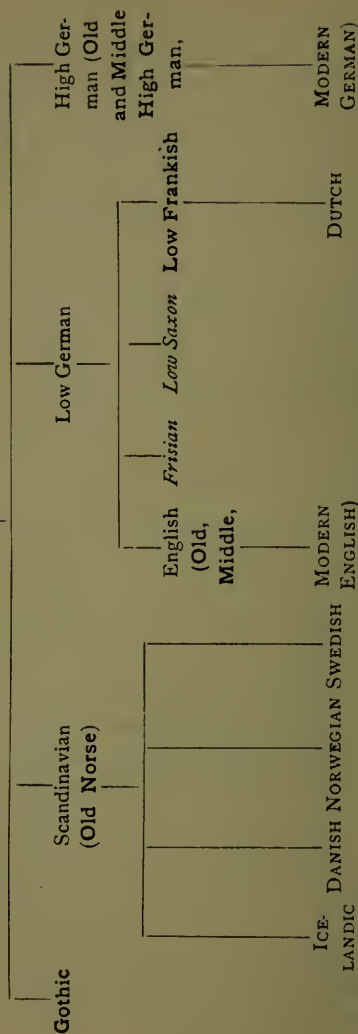 Gothic
Scandinavian
(Old Norse)
Low German
High Ger-
man (Old
and Middle
High Ger-
man,
English
(Old,
Middle,
Frisian
Low Saxon
Low Frankish
ICE-
LANDIC
DANISH
NORWEGIAN
SWEDISH
MODERN
ENGLISH)
DUTCH
MODERN
GERMAN)